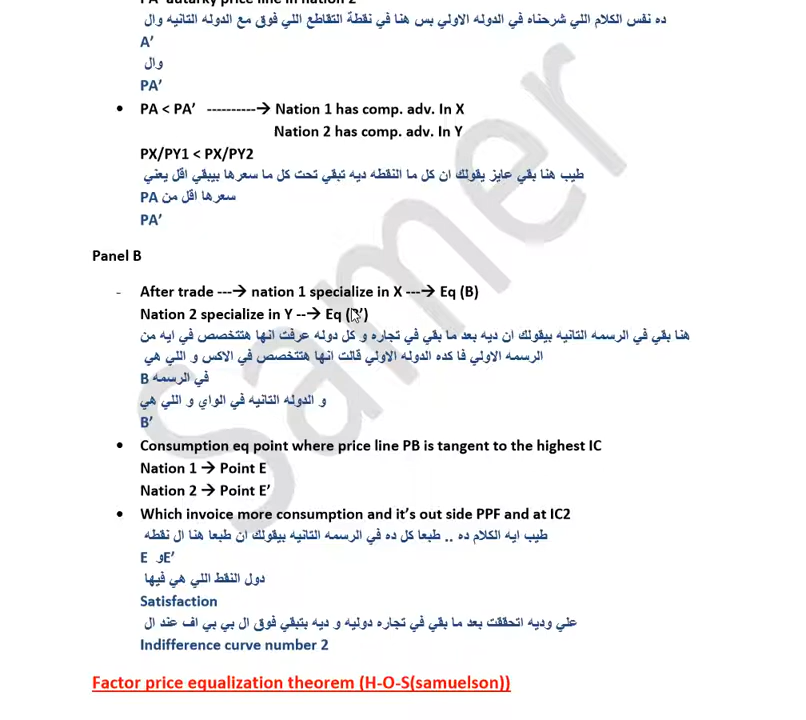 PA' autarky price line in nation 2
ده نفس الكلام اللي شرحناه في الدوله الاولي بس هنا في نقطة التقاطع اللي فوق مع الدوله التانيه وال
A'
وال
PA'
• PA < PA' ----------→ Nation 1 has comp. adv. In X
Nation 2 has comp. adv. In Y
PX/PY1 < PX/PY2
طيب هنا بقي عايز يقولك ان كل ما النقطه ديه تبقي تحت كل ما سعرها بيبقي اقل يعني
سعرها اقل من PA
PA'
Panel B
- After trade ---→ nation 1 specialize in X ---→ Eq (B)
Nation 2 specialize in Y --→ Eq (B')
هنا بقي في الرسمه التانيه بيقولك ان ديه بعد ما بقي في تجاره و كل دوله عرفت انها هتتخصص في ايه من
الرسمه الاولي فا كده الدوله الاولي قالت انها هتتخصص في الاكس و اللي هي
في الرسمه B
و الدوله التانيه في الواي و اللي هي
B'
• Consumption eq point where price line PB is tangent to the highest IC
Nation 1 → Point E
Nation 2 → Point E'
• Which invoice more consumption and it's out side PPF and at IC2
طيب ايه الكلام ده .. طبعا كل ده في الرسمه التانيه بيقولك ان طبعا هنا ال نقطه
E وE'
دول النقط اللي هي فيها
Satisfaction
علي وديه اتحققت بعد ما بقي في تجاره دوليه و ديه بتبقي فوق ال بي بي اف عند ال
Indifference curve number 2
Factor price equalization theorem (H-O-S(samuelson))
Samer